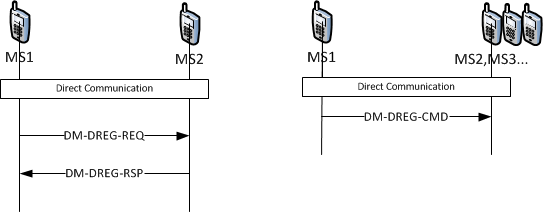 MS1
MS2
Direct Communication
DM-DREG-REQ
DM-DREG-RSP
MS1
MS2,MS3...
Direct Communication
DM-DREG-CMD